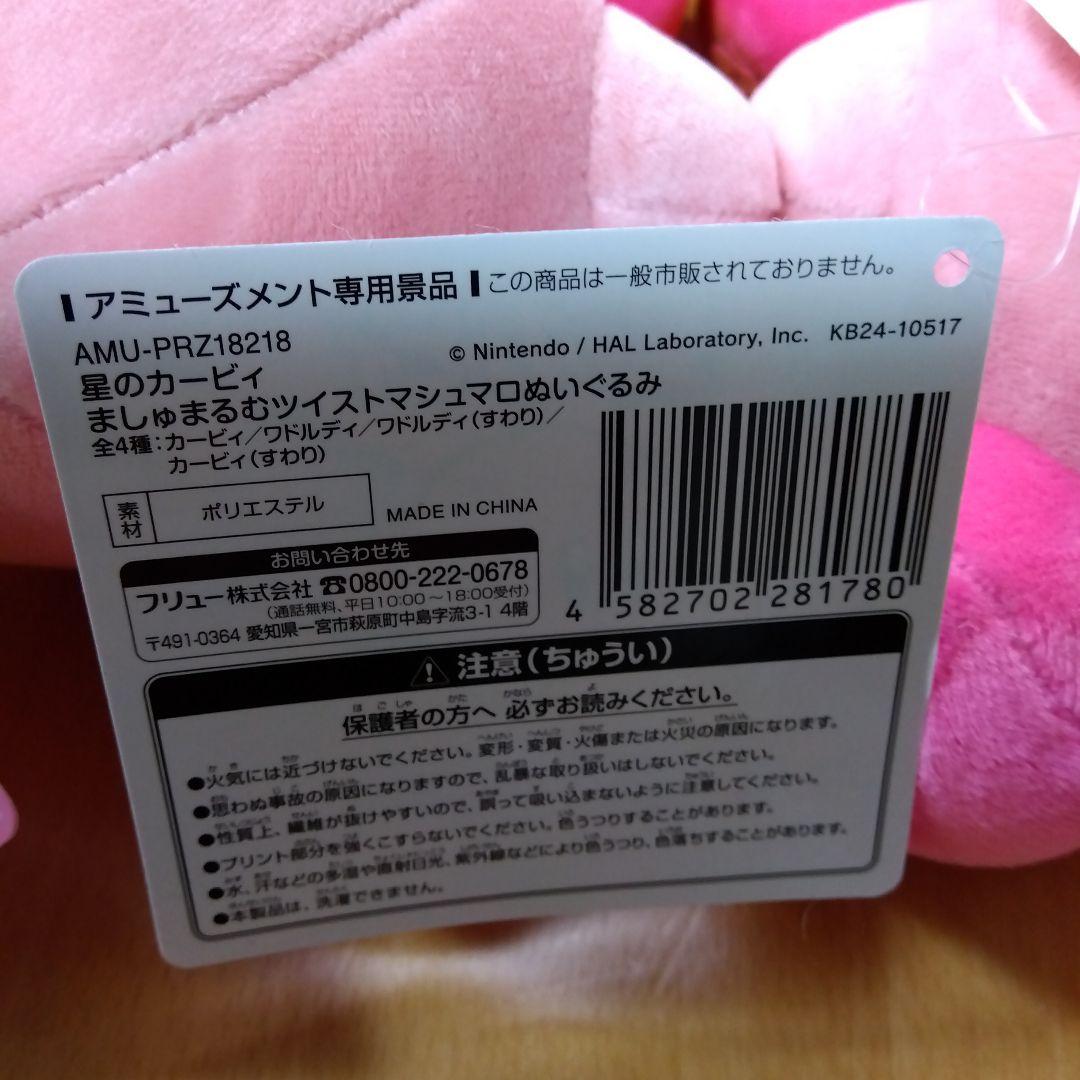 アミューズメント専用景品 この商品は一般市販されておりません。
AMU-PRZ18218
© Nintendo / HAL Laboratory, Inc. KB24-10517
星のカービィ
ましゅまるむツイストマシュマロぬいぐるみ
全4種:カービィ/ワドルディ/ワドルディ(すわり)/
カービィ(すわり)
素材 ポリエステル
MADE IN CHINA
お問い合わせ先
フリュー株式会社 ☎0800-222-0678
(通話無料、平日10:00~18:00受付)
〒491-0364 愛知県一宮市萩原町中島字流3-1 4階
4 582702 281780
注意(ちゅうい)
保護者の方へ 必ずお読みください。
●火気には近づけないでください。変形・変質・火傷または火災の原因になります。
●思わぬ事故の原因になりますので、乱暴な取り扱いはしないでください。
●性質上、繊維が抜けやすいので、誤って吸い込まないように注意してください。
●プリント部分を強くこすらないでください。色うつりすることがあります。
●水、汗などの多湿や直射日光、紫外線などにより色うつり、色落ちすることがあります。
●本製品は、洗濯できません。